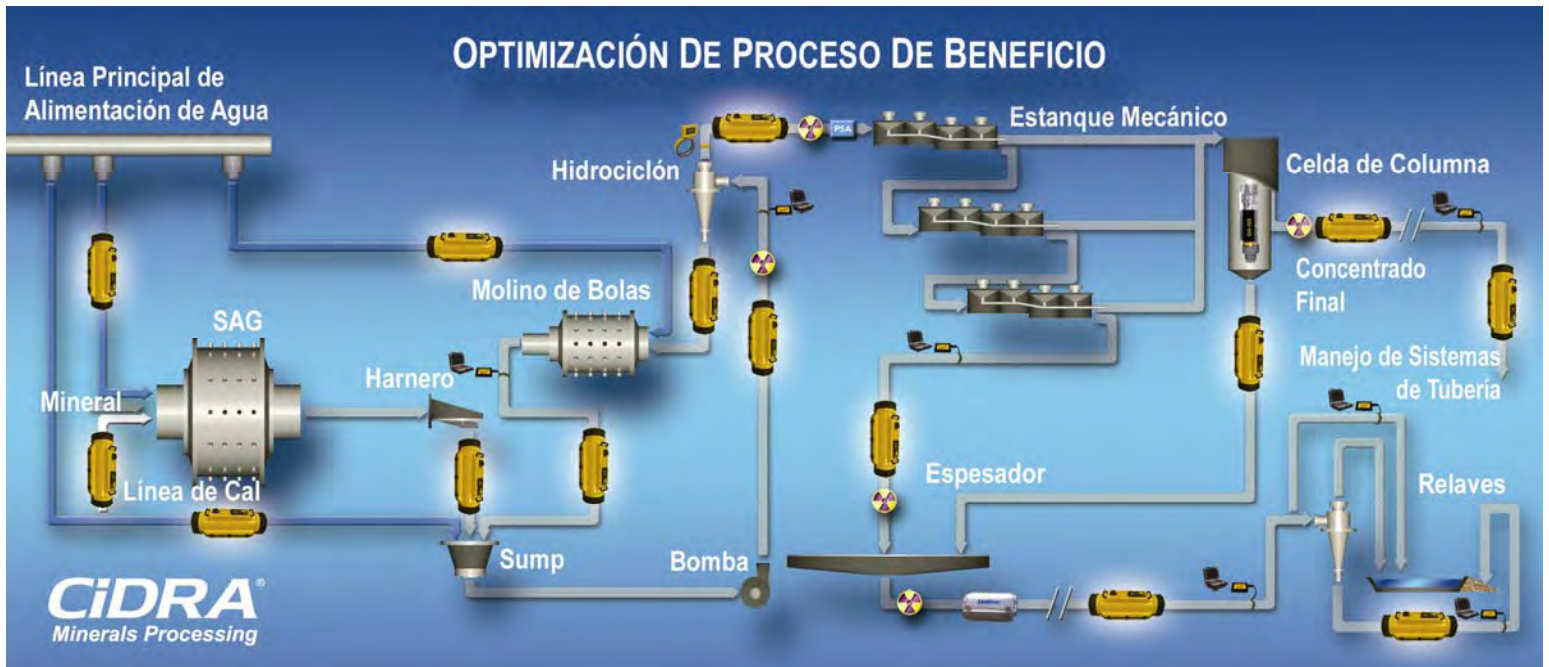 OPTIMIZACIÓN DE PROCESO DE BENEFICIO
Línea Principal de
Alimentación de Agua
PSA
Estanque Mecánico
Hidrociclón
Celda de Columna
Concentrado
Final
Molino de Bolas
SAG
Harnero
Mineral
Manejo de Sistemas
de Tubería
Línea de Cal
Espesador
Relaves
Sump
Bomba
CiDRA®
Minerals Processing